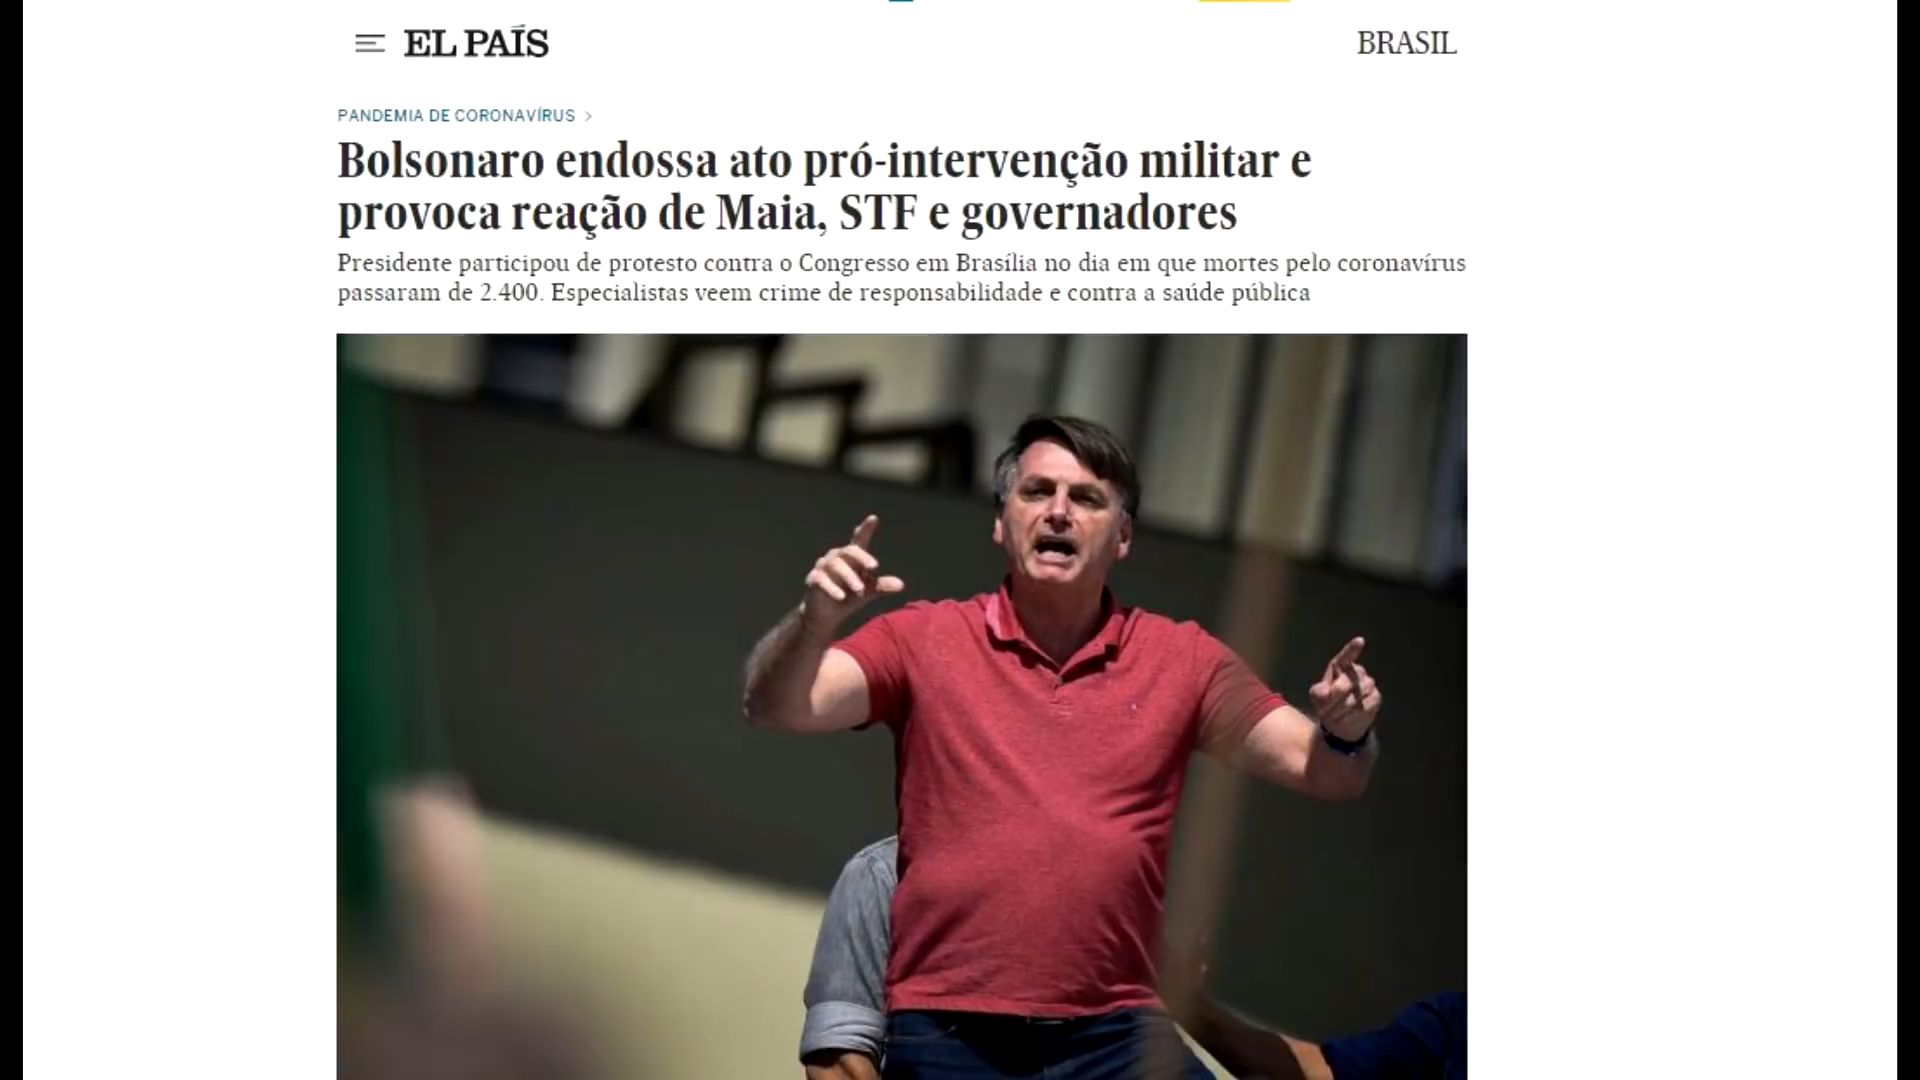 EL PAÍS
BRASIL
PANDEMIA DE CORONAVÍRUS >
Bolsonaro endossa ato pró-intervenção militar e
provoca reação de Maia, STF e governadores
Presidente participou de protesto contra o Congresso em Brasília no dia em que mortes pelo coronavírus
passaram de 2.400. Especialistas veem crime de responsabilidade e contra a saúde pública